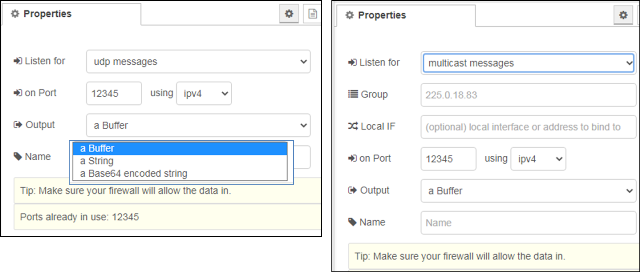 Properties
Listen for
udp messages
on Port
12345
using
ipv4
Output
a Buffer
Name
a Buffer
a String
a Base64 encoded string
Tip: Make sure your firewall will allow the data in.
Ports already in use: 12345
Properties
Listen for
multicast messages
Group
225.0.18.83
Local IF
(optional) local interface or address to bind to
on Port
12345
using
ipv4
Output
a Buffer
Name
Name
Tip: Make sure your firewall will allow the data in.